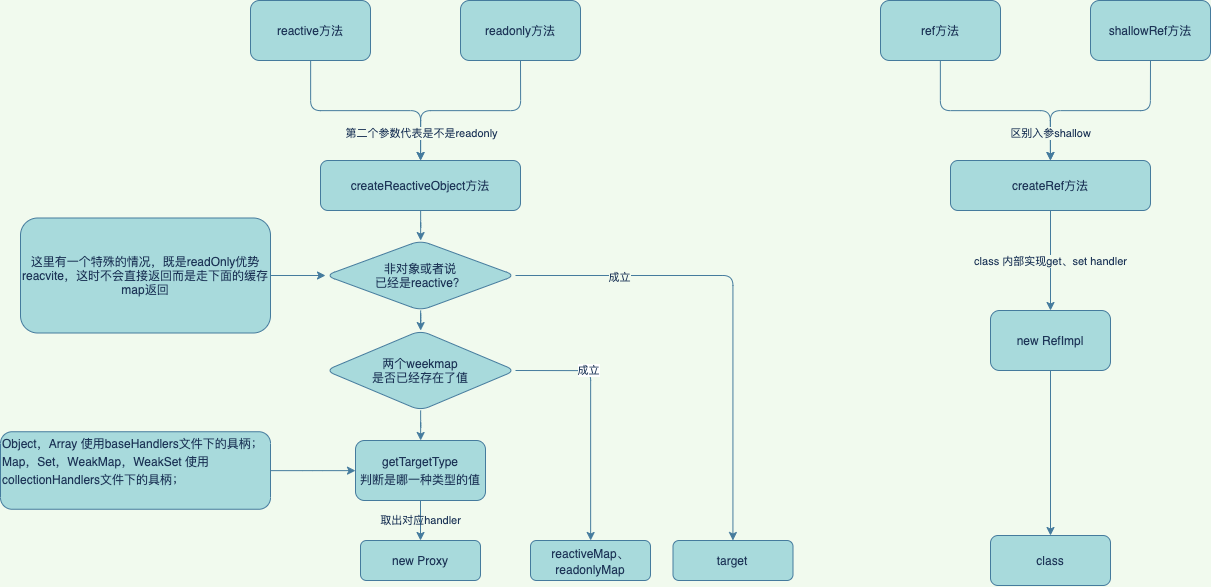 reactive方法
readonly方法
ref方法
shallowRef方法
第二个参数代表是不是readonly
区别入参shallow
createReactiveObject方法
createRef方法
这里有一个特殊的情况，既是readOnly优势
reacvite，这时不会直接返回而是走下面的缓存
map返回
非对象或者说
已经是reactive?
成立
class 内部实现get、set handler
两个weekmap
是否已经存在了值
成立
new RefImpl
Object，Array 使用baseHandlers文件下的具柄；
Map，Set，WeakMap，WeakSet 使用
collectionHandlers文件下的具柄；
getTargetType
判断是哪一种类型的值
取出对应handler
new Proxy
reactiveMap、
readonlyMap
target
class